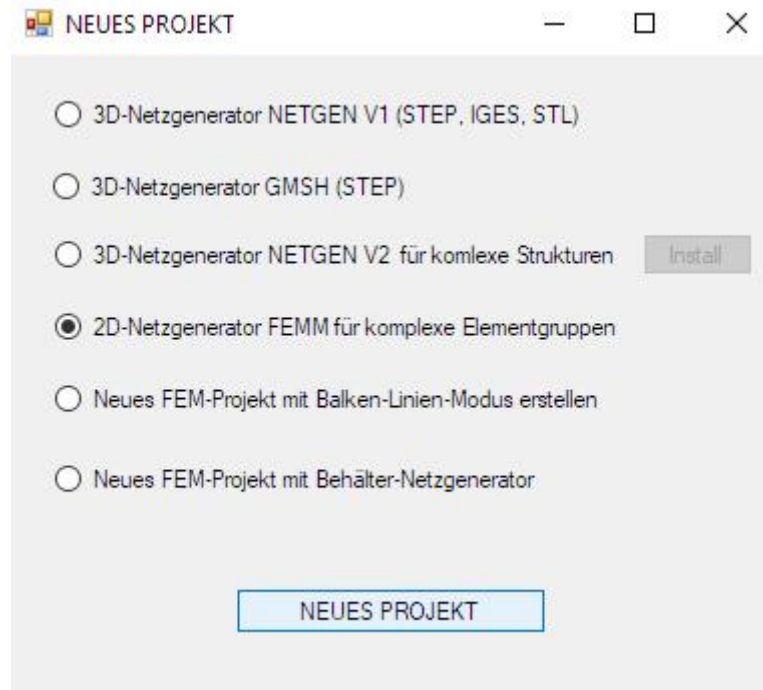 NEUES PROJEKT
3D-Netzgenerator NETGEN V1 (STEP, IGES, STL)
3D-Netzgenerator GMSH (STEP)
3D-Netzgenerator NETGEN V2 für komlexe Strukturen Install
2D-Netzgenerator FEMM für komplexe Elementgruppen
Neues FEM-Projekt mit Balken-Linien-Modus erstellen
Neues FEM-Projekt mit Behälter-Netzgenerator
NEUES PROJEKT